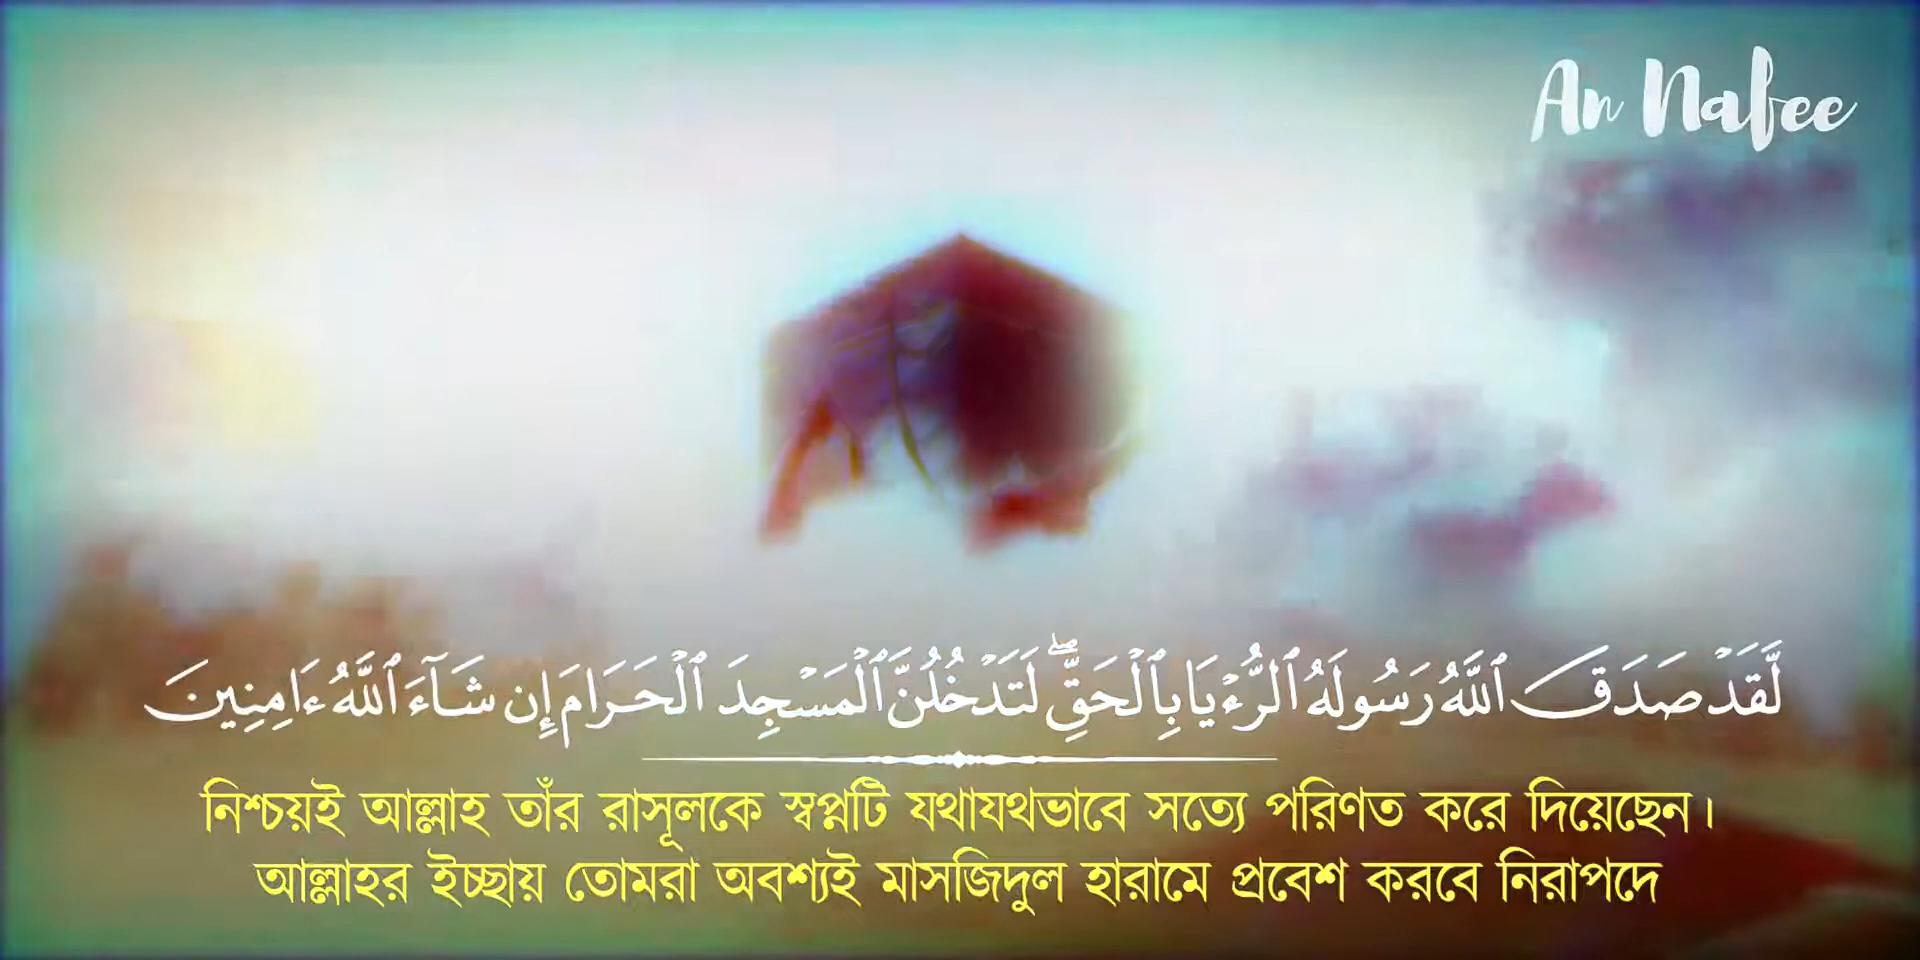 An Nafee
لَّقَدْ صَدَقَ ٱللَّهُ رَسُولَهُ ٱلرُّءْيَا بِٱلْحَقِّ ۖ لَتَدْخُلُنَّ ٱلْمَسْجِدَ ٱلْحَرَامَ إِن شَآءَ ٱللَّهُ ءَامِنِينَ
নিশ্চয়ই আল্লাহ তাঁর রাসূলকে স্বপ্নটি যথাযথভাবে সত্যে পরিণত করে দিয়েছেন।
আল্লাহর ইচ্ছায় তোমরা অবশ্যই মাসজিদুল হারামে প্রবেশ করবে নিরাপদে